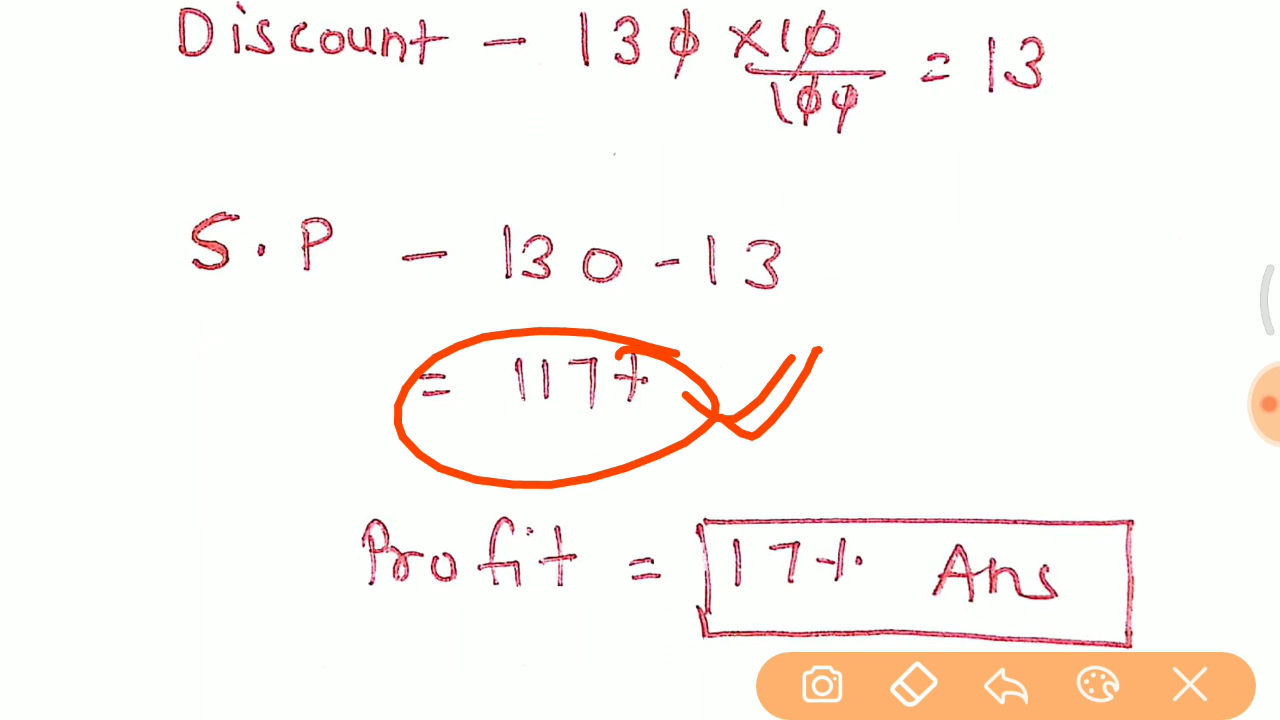 Discount - 130 × 10/100 = 13
S.P - 130 - 13
= 117%
Profit = 17% Ans